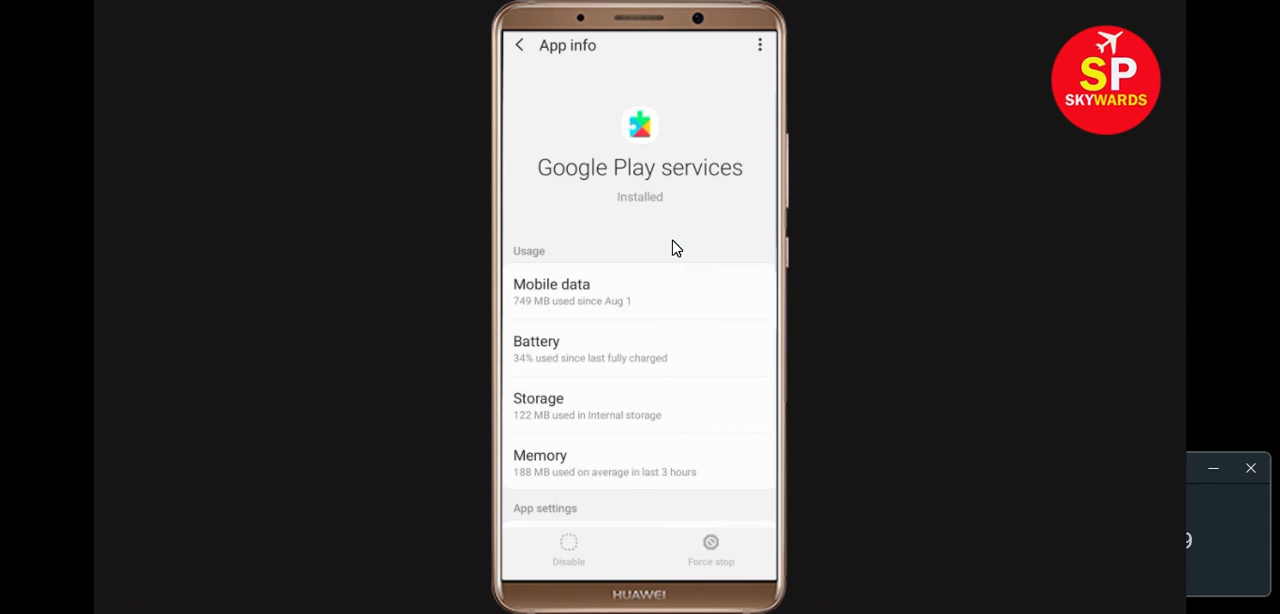 App info
SP
SKYWARDS
Google Play services
Installed
Usage
Mobile data
749 MB used since Aug 1
Battery
34% used since last fully charged
Storage
122 MB used in Internal storage
Memory
188 MB used on average in last 3 hours
App settings
Disable
Force stop
9
HUAWEI